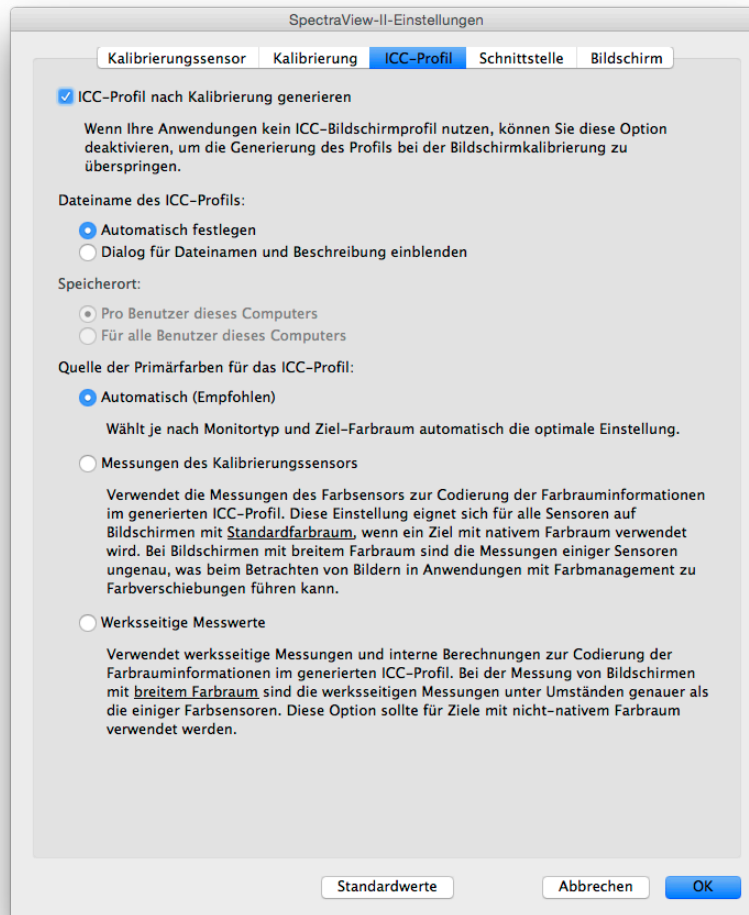 SpectraView-II-Einstellungen
Kalibrierungssensor Kalibrierung ICC-Profil Schnittstelle Bildschirm
ICC-Profil nach Kalibrierung generieren
Wenn Ihre Anwendungen kein ICC-Bildschirmprofil nutzen, können Sie diese Option
deaktivieren, um die Generierung des Profils bei der Bildschirmkalibrierung zu
überspringen.
Dateiname des ICC-Profils:
Automatisch festlegen
Dialog für Dateinamen und Beschreibung einblenden
Speicherort:
Pro Benutzer dieses Computers
Für alle Benutzer dieses Computers
Quelle der Primärfarben für das ICC-Profil:
Automatisch (Empfohlen)
Wählt je nach Monitortyp und Ziel-Farbraum automatisch die optimale Einstellung.
Messungen des Kalibrierungssensors
Verwendet die Messungen des Farbsensors zur Codierung der Farbrauminformationen
im generierten ICC-Profil. Diese Einstellung eignet sich für alle Sensoren auf
Bildschirmen mit Standardfarbraum, wenn ein Ziel mit nativem Farbraum verwendet
wird. Bei Bildschirmen mit breitem Farbraum sind die Messungen einiger Sensoren
ungenau, was beim Betrachten von Bildern in Anwendungen mit Farbmanagement zu
Farbverschiebungen führen kann.
Werksseitige Messwerte
Verwendet werksseitige Messungen und interne Berechnungen zur Codierung der
Farbrauminformationen im generierten ICC-Profil. Bei der Messung von Bildschirmen
mit breitem Farbraum sind die werksseitigen Messungen unter Umständen genauer als
die einiger Farbsensoren. Diese Option sollte für Ziele mit nicht-nativem Farbraum
verwendet werden.
Standardwerte Abbrechen OK